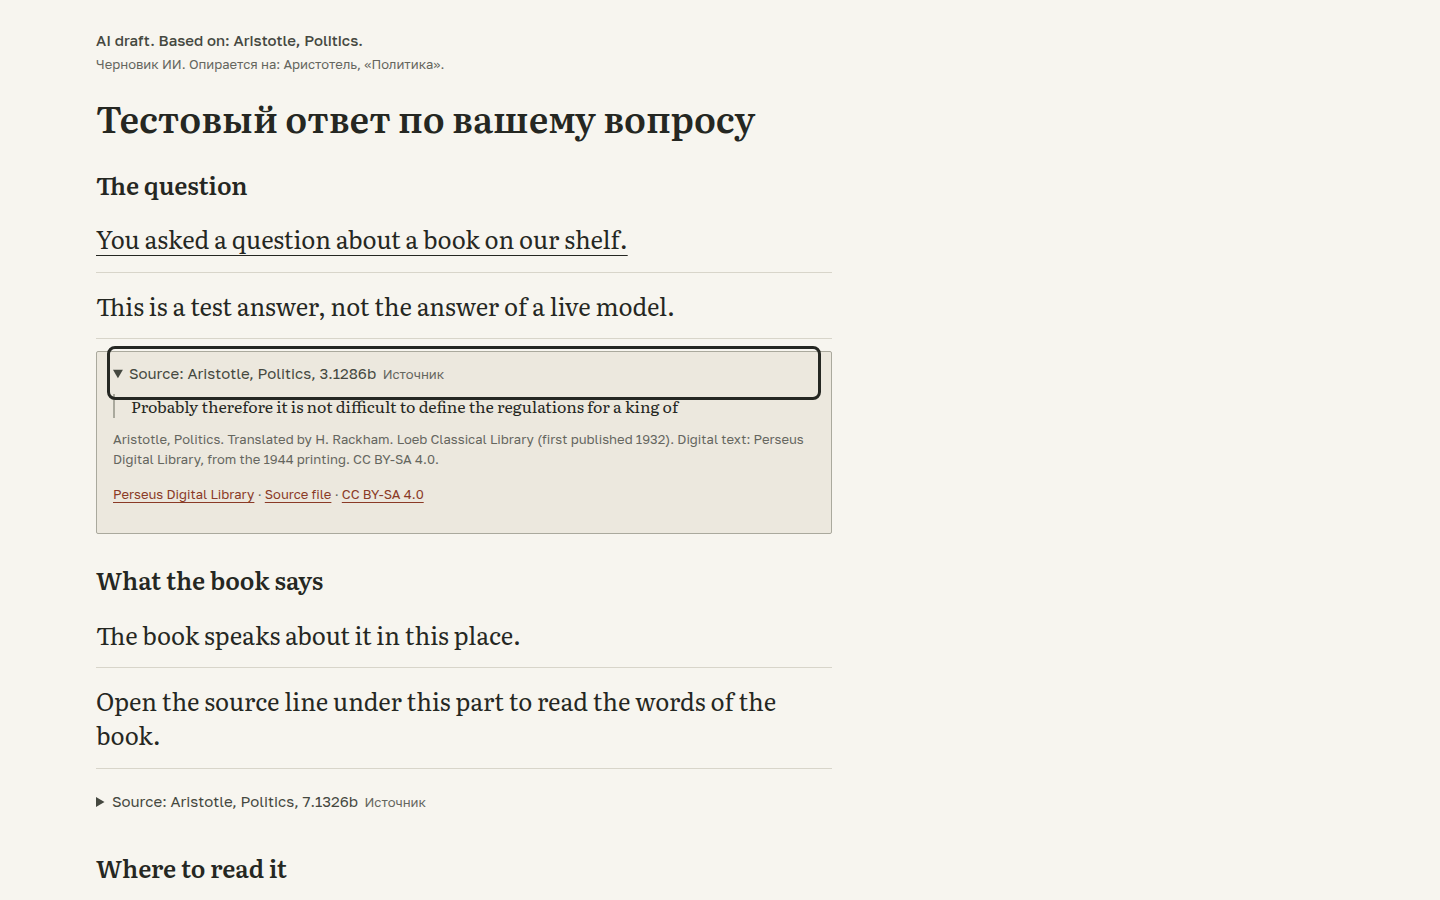 AI draft. Based on: Aristotle, Politics.
Черновик ИИ. Опирается на: Аристотель, «Политика».
Тестовый ответ по вашему вопросу
The question
You asked a question about a book on our shelf.
This is a test answer, not the answer of a live model.
Source: Aristotle, Politics, 3.1286b Источник
Probably therefore it is not difficult to define the regulations for a king of
Aristotle, Politics. Translated by H. Rackham. Loeb Classical Library (first published 1932). Digital text: Perseus
Digital Library, from the 1944 printing. CC BY-SA 4.0.
Perseus Digital Library · Source file · CC BY-SA 4.0
What the book says
The book speaks about it in this place.
Open the source line under this part to read the words of the
book.
Source: Aristotle, Politics, 7.1326b Источник
Where to read it